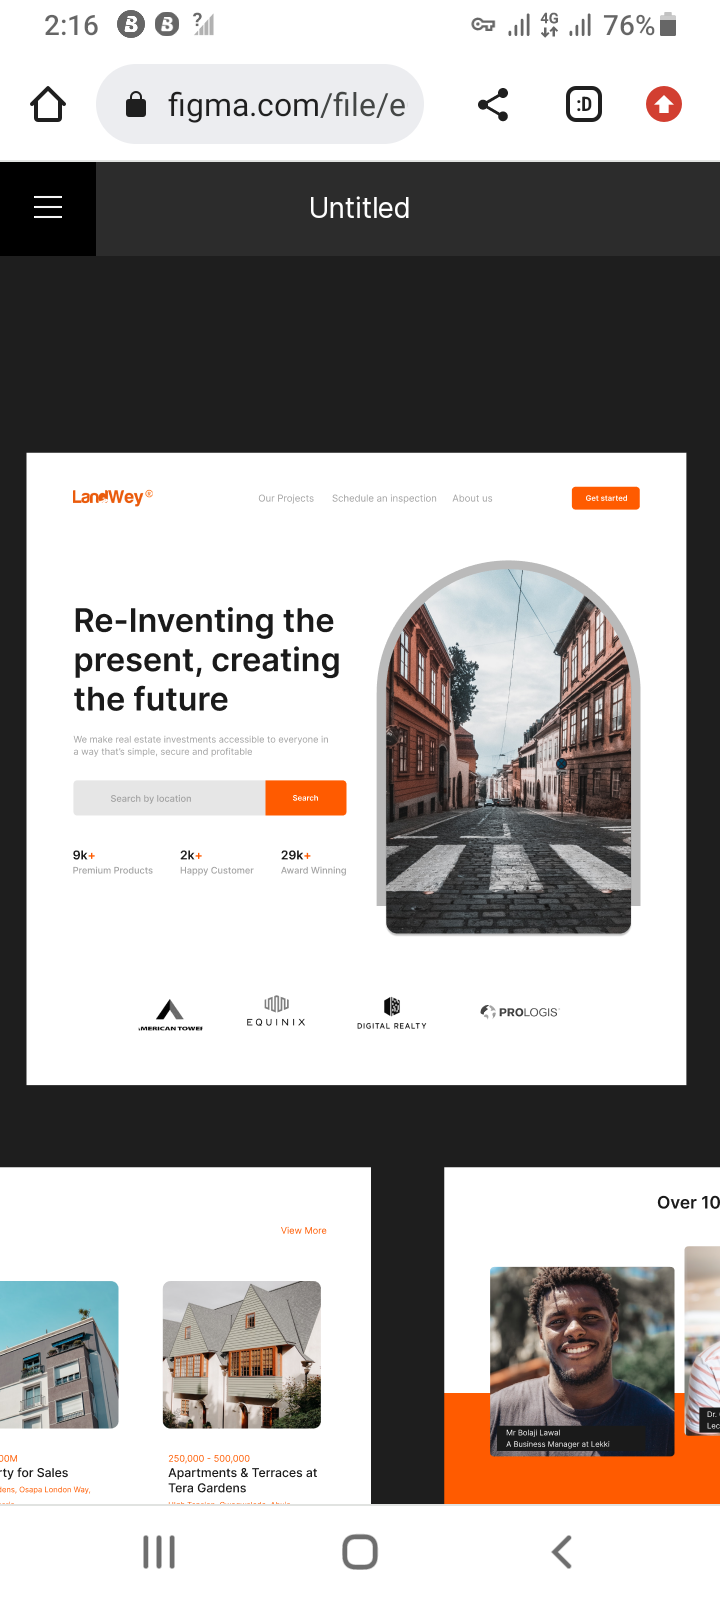 2:16
4G
76%
figma.com/file/e
:D
Untitled
LandWey®
Our Projects Schedule an inspection About us
Get started
Re-Inventing the
present, creating
the future
We make real estate investments accessible to everyone in
a way that's simple, secure and profitable
Search by location
Search
9k+ 2k+ 29k+
Premium Products Happy Customer Award Winning
MERICAN TOWER
EQUINIX
DIGITAL REALTY
PROLOGIS
View More
Over 10
Mr Bolaji Lawal
A Business Manager at Lekki
Dr.
Lec
00M
rty for Sales
dens, Osapa London Way,
250,000 - 500,000
Apartments & Terraces at
Tera Gardens